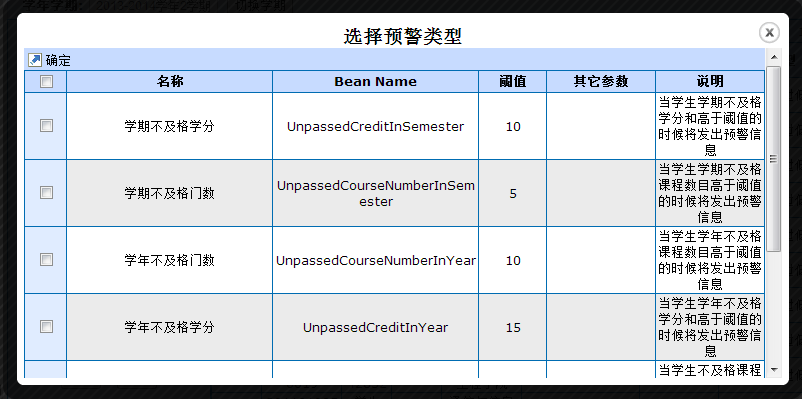 选择预警类型
确定
名称 Bean Name 阈值 其它参数 说明
学期不及格学分 UnpassedCreditInSemester 10 当学生学期不及格
学分和高于阈值的
时候将发出预警信
息
学期不及格门数 UnpassedCourseNumberInSem
ester 5 当学生学期不及格
课程数目高于阈值
的时候将发出预警
信息
学年不及格门数 UnpassedCourseNumberInYear 10 当学生学年不及格
课程数目高于阈值
的时候将发出预警
信息
学年不及格学分 UnpassedCreditInYear 15 当学生学年不及格
学分和高于阈值的
时候将发出预警信
息
当学生不及格课程